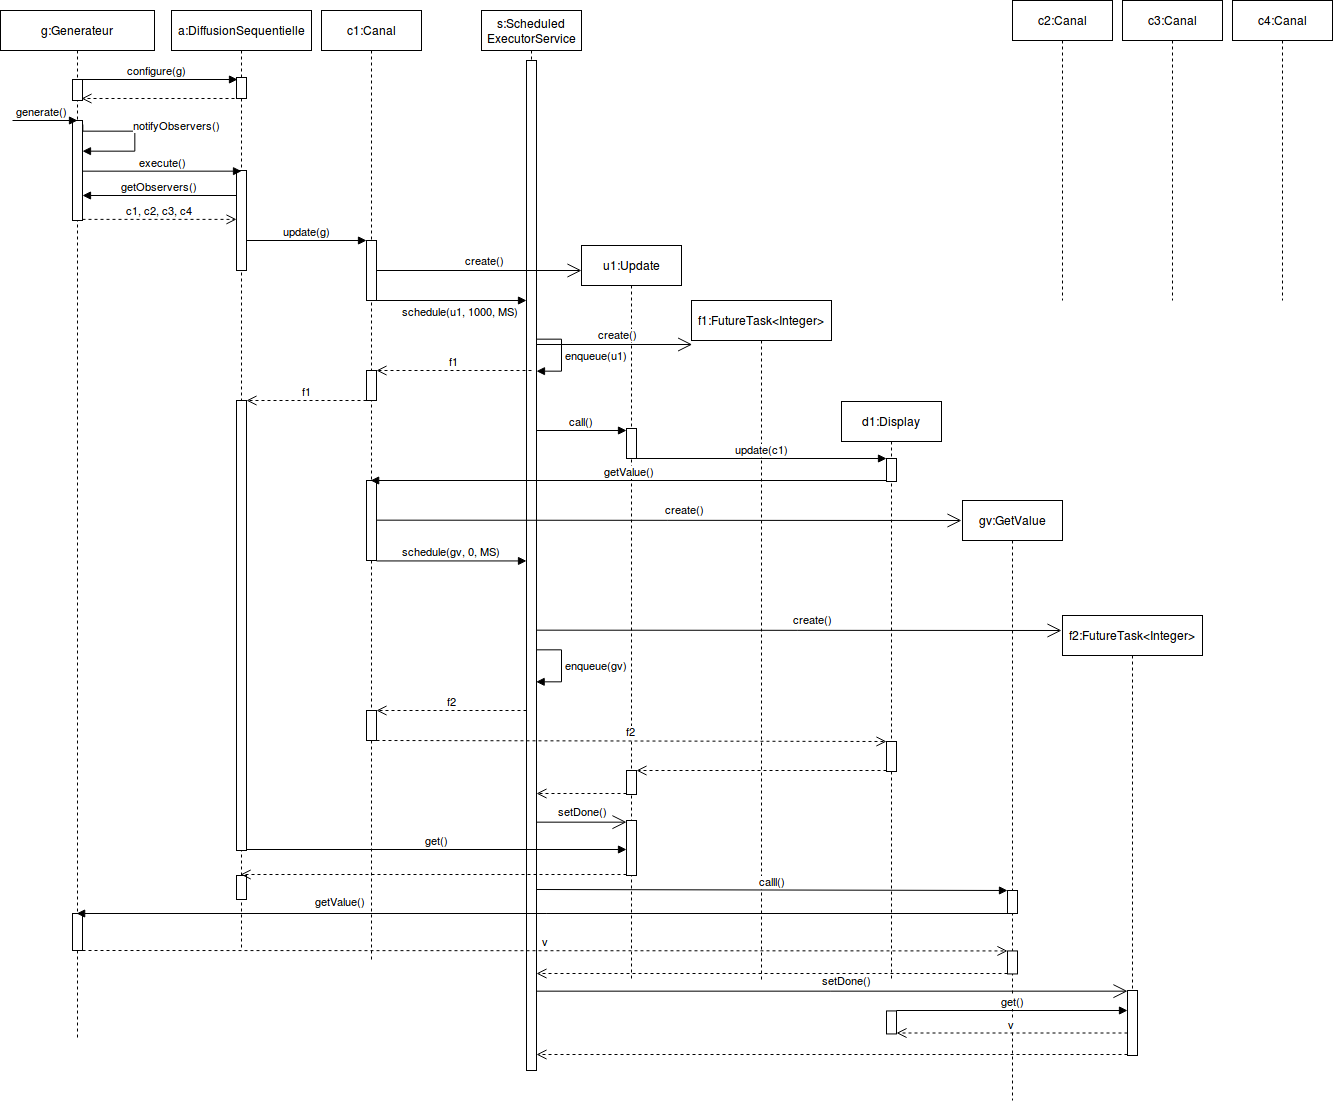 g:Generateur
a:DiffusionSequentielle
c1:Canal
s:Scheduled
ExecutorService
c2:Canal
c3:Canal
c4:Canal
configure(g)
generate()
notifyObservers()
execute()
getObservers()
c1, c2, c3, c4
update(g)
create()
u1:Update
schedule(u1, 1000, MS)
f1:FutureTask<Integer>
create()
enqueue(u1)
f1
f1
call()
d1:Display
update(c1)
getValue()
create()
gv:GetValue
schedule(gv, 0, MS)
create()
f2:FutureTask<Integer>
enqueue(gv)
f2
f2
setDone()
get()
calll()
getValue()
v
setDone()
get()
v